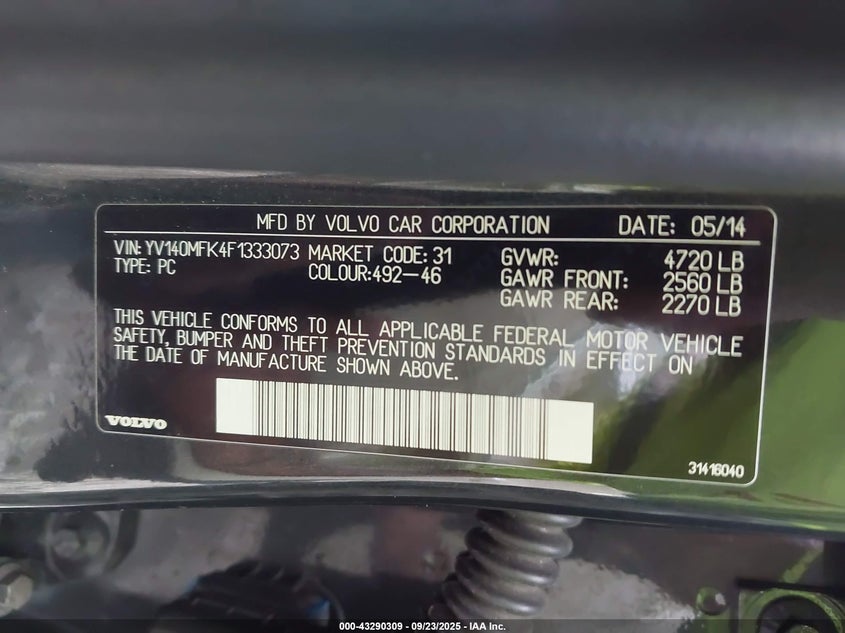 MFD BY VOLVO CAR CORPORATION DATE: 05/14
VIN: YV140MFK4F1333073 MARKET CODE: 31 GVWR: 4720 LB
TYPE: PC COLOUR:492-46 GAWR FRONT: 2560 LB
GAWR REAR: 2270 LB
THIS VEHICLE CONFORMS TO ALL APPLICABLE FEDERAL MOTOR VEHICLE
SAFETY, BUMPER AND THEFT PREVENTION STANDARDS IN EFFECT ON
THE DATE OF MANUFACTURE SHOWN ABOVE.
VOLVO
31416040
000-43290309 - 09/23/2025 - IAA Inc.